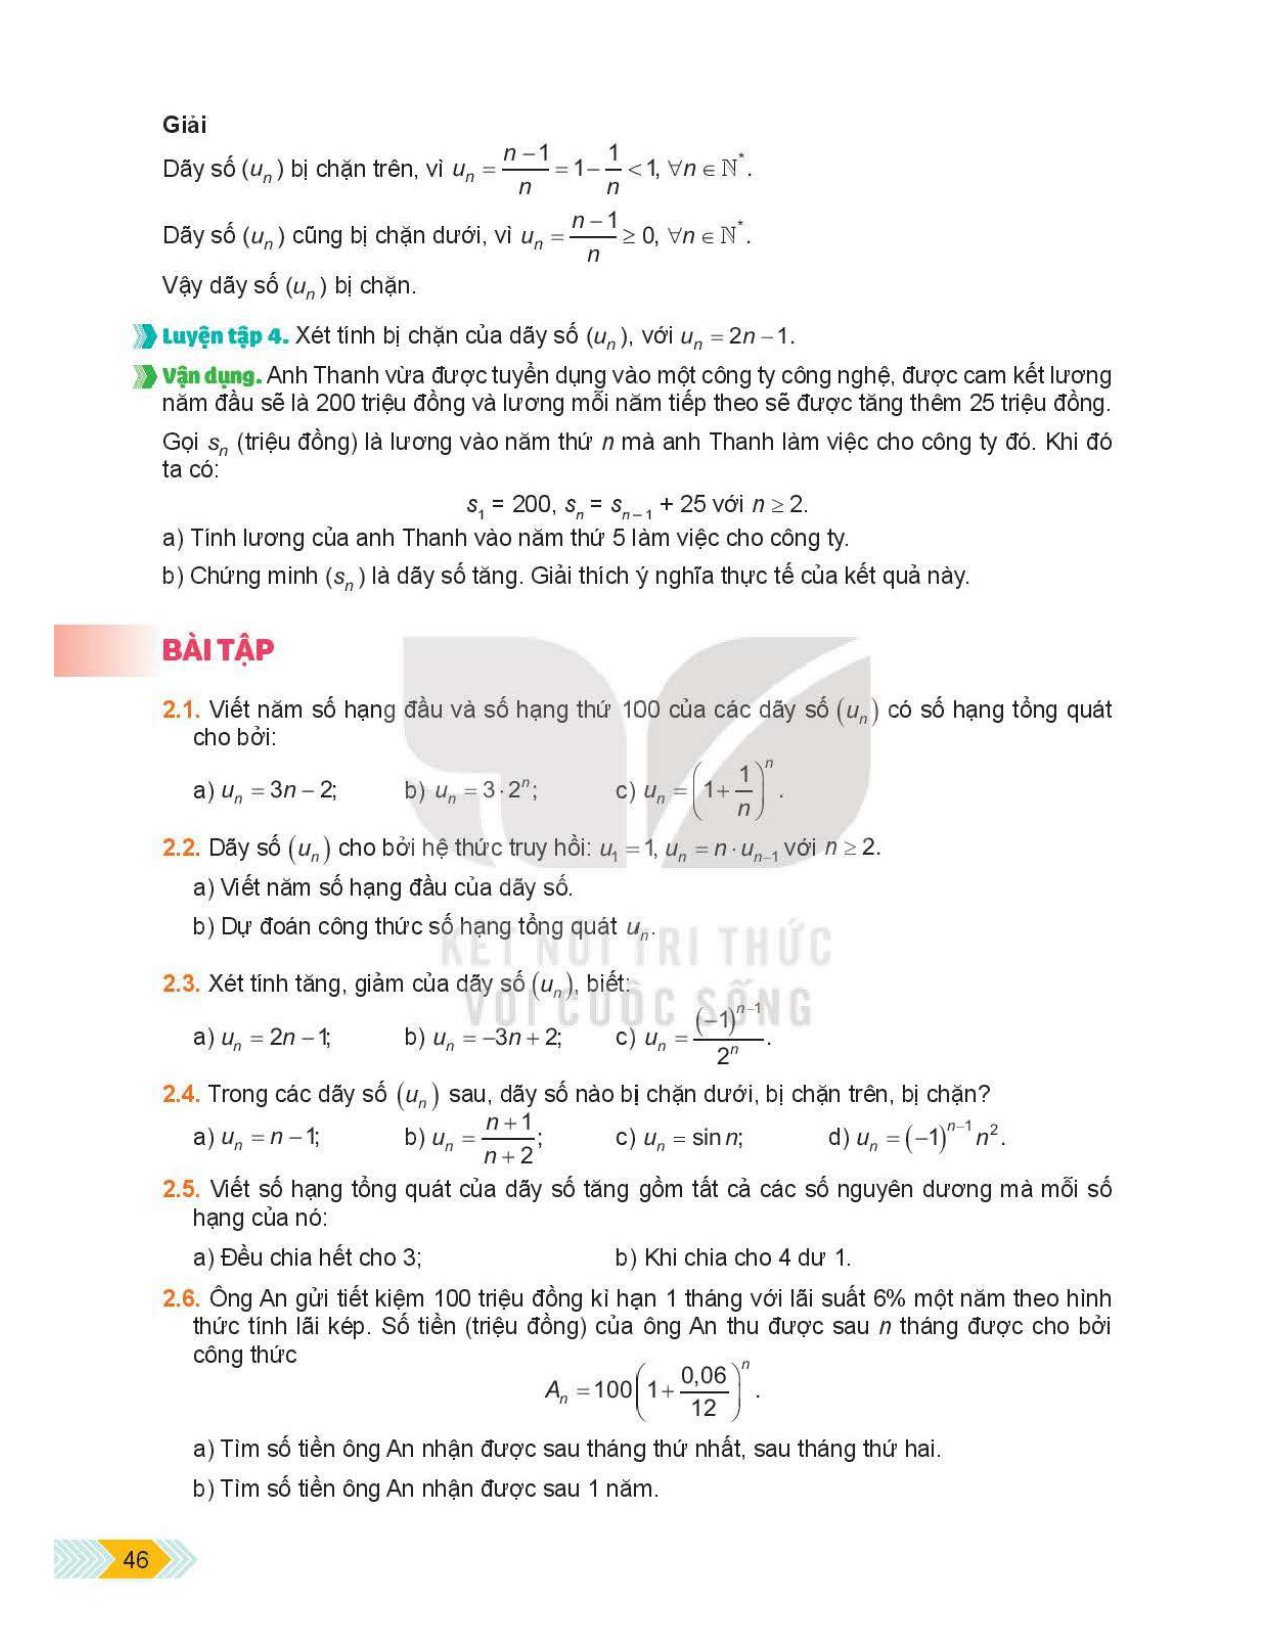 Giải
Dãy số (uₙ) bị chặn trên, vì uₙ = (n – 1)/n = 1 – 1/n < 1, ∀n ∈ ℕ*.
Dãy số (uₙ) cũng bị chặn dưới, vì uₙ = (n – 1)/n ≥ 0, ∀n ∈ ℕ*.
Vậy dãy số (uₙ) bị chặn.
Luyện tập 4. Xét tính bị chặn của dãy số (uₙ), với uₙ = 2n – 1.
Vận dụng. Anh Thanh vừa được tuyển dụng vào một công ty công nghệ, được cam kết lương
năm đầu sẽ là 200 triệu đồng và lương mỗi năm tiếp theo sẽ được tăng thêm 25 triệu đồng.
Gọi sₙ (triệu đồng) là lương vào năm thứ n mà anh Thanh làm việc cho công ty đó. Khi đó
ta có:
s₁ = 200, sₙ = sₙ₋₁ + 25 với n ≥ 2.
a) Tính lương của anh Thanh vào năm thứ 5 làm việc cho công ty.
b) Chứng minh (sₙ) là dãy số tăng. Giải thích ý nghĩa thực tế của kết quả này.
BÀI TẬP
2.1. Viết năm số hạng đầu và số hạng thứ 100 của các dãy số (uₙ) có số hạng tổng quát
cho bởi:
a) uₙ = 3n – 2; b) uₙ = 3 · 2ⁿ; c) uₙ = (1 + 1/n)ⁿ.
2.2. Dãy số (uₙ) cho bởi hệ thức truy hồi: u₁ = 1, uₙ = n · uₙ₋₁ với n ≥ 2.
a) Viết năm số hạng đầu của dãy số.
b) Dự đoán công thức số hạng tổng quát uₙ.
KẾT NỐI TRI THỨC
VỚI CUỘC SỐNG
2.3. Xét tính tăng, giảm của dãy số (uₙ), biết:
a) uₙ = 2n – 1; b) uₙ = –3n + 2; c) uₙ = (–1)ⁿ⁻¹/2ⁿ.
2.4. Trong các dãy số (uₙ) sau, dãy số nào bị chặn dưới, bị chặn trên, bị chặn?
a) uₙ = n – 1; b) uₙ = (n + 1)/(n + 2); c) uₙ = sin n; d) uₙ = (–1)ⁿ⁻¹ n².
2.5. Viết số hạng tổng quát của dãy số tăng gồm tất cả các số nguyên dương mà mỗi số
hạng của nó:
a) Đều chia hết cho 3; b) Khi chia cho 4 dư 1.
2.6. Ông An gửi tiết kiệm 100 triệu đồng kì hạn 1 tháng với lãi suất 6% một năm theo hình
thức tính lãi kép. Số tiền (triệu đồng) của ông An thu được sau n tháng được cho bởi
công thức
Aₙ = 100(1 + 0,06/12)ⁿ.
a) Tìm số tiền ông An nhận được sau tháng thứ nhất, sau tháng thứ hai.
b) Tìm số tiền ông An nhận được sau 1 năm.
46